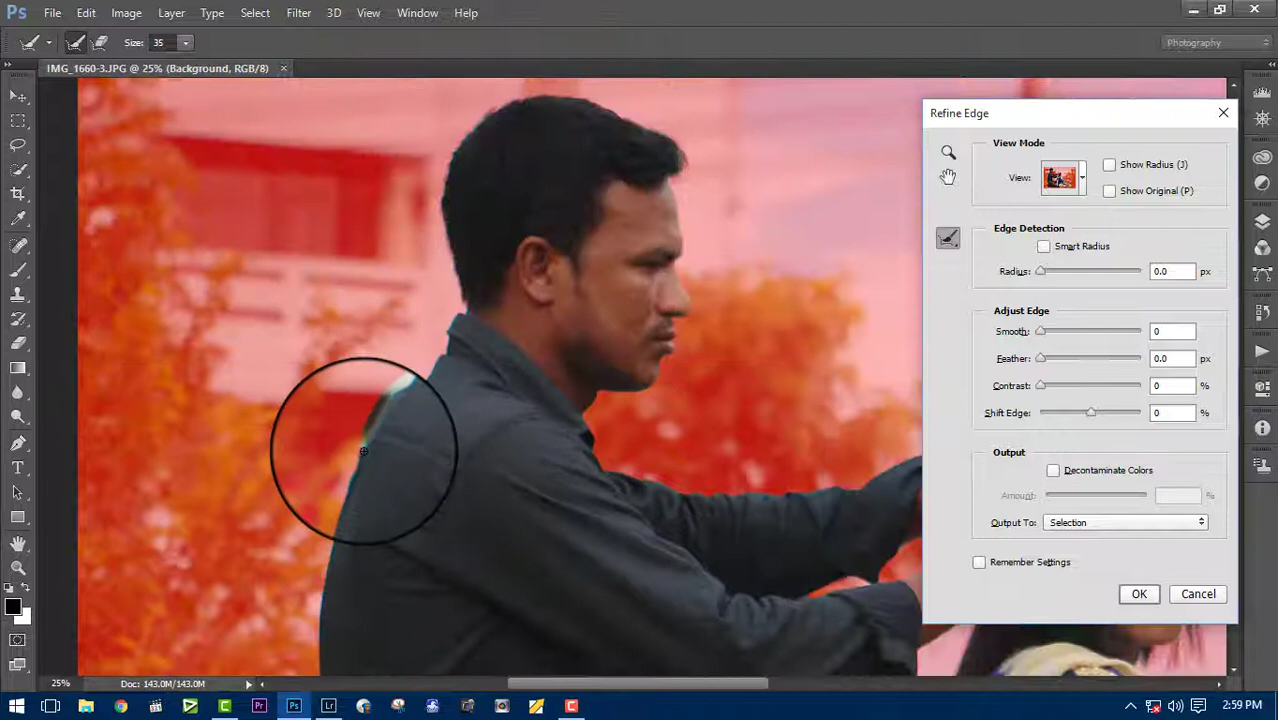 Ps File Edit Image Layer Type Select Filter 3D View Window Help
Size: 35 Photography
IMG_1660-3.JPG @ 25% (Background, RGB/8)
Refine Edge
View Mode
View:
Show Radius (J)
Show Original (P)
Edge Detection
Smart Radius
Radius: 0.0 px
Adjust Edge
Smooth: 0
Feather: 0.0 px
Contrast: 0 %
Shift Edge: 0 %
Output
Decontaminate Colors
Amount: %
Output To: Selection
Remember Settings
OK Cancel
25% Doc: 143.0M/143.0M
Pr Ps Lr C 2:59 PM